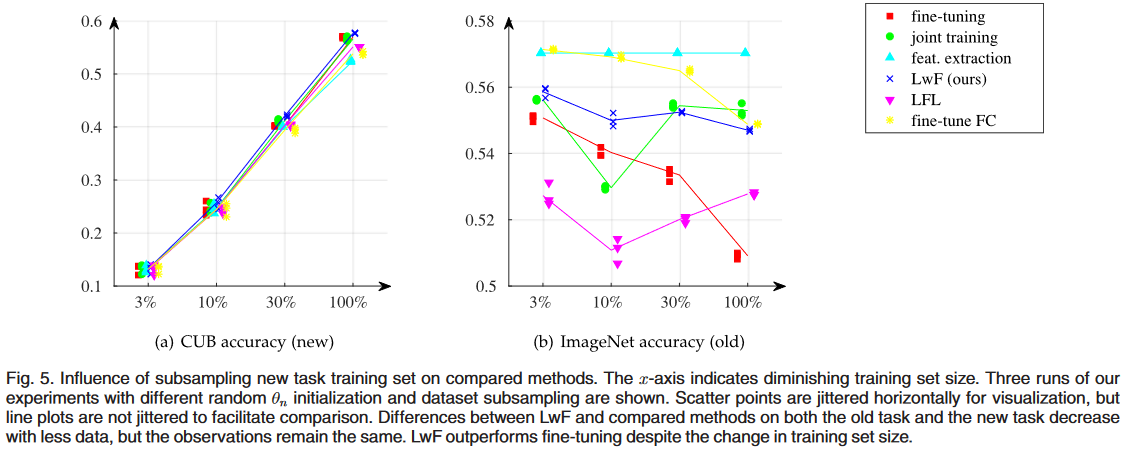 0.6
0.5
0.4
0.3
0.2
0.1
3%
10%
30%
100%
(a) CUB accuracy (new)
0.58
0.56
0.54
0.52
0.5
3%
10%
30%
100%
(b) ImageNet accuracy (old)
fine-tuning
joint training
feat. extraction
LwF (ours)
LFL
fine-tune FC
Fig. 5. Influence of subsampling new task training set on compared methods. The x-axis indicates diminishing training set size. Three runs of our
experiments with different random θn initialization and dataset subsampling are shown. Scatter points are jittered horizontally for visualization, but
line plots are not jittered to facilitate comparison. Differences between LwF and compared methods on both the old task and the new task decrease
with less data, but the observations remain the same. LwF outperforms fine-tuning despite the change in training set size.